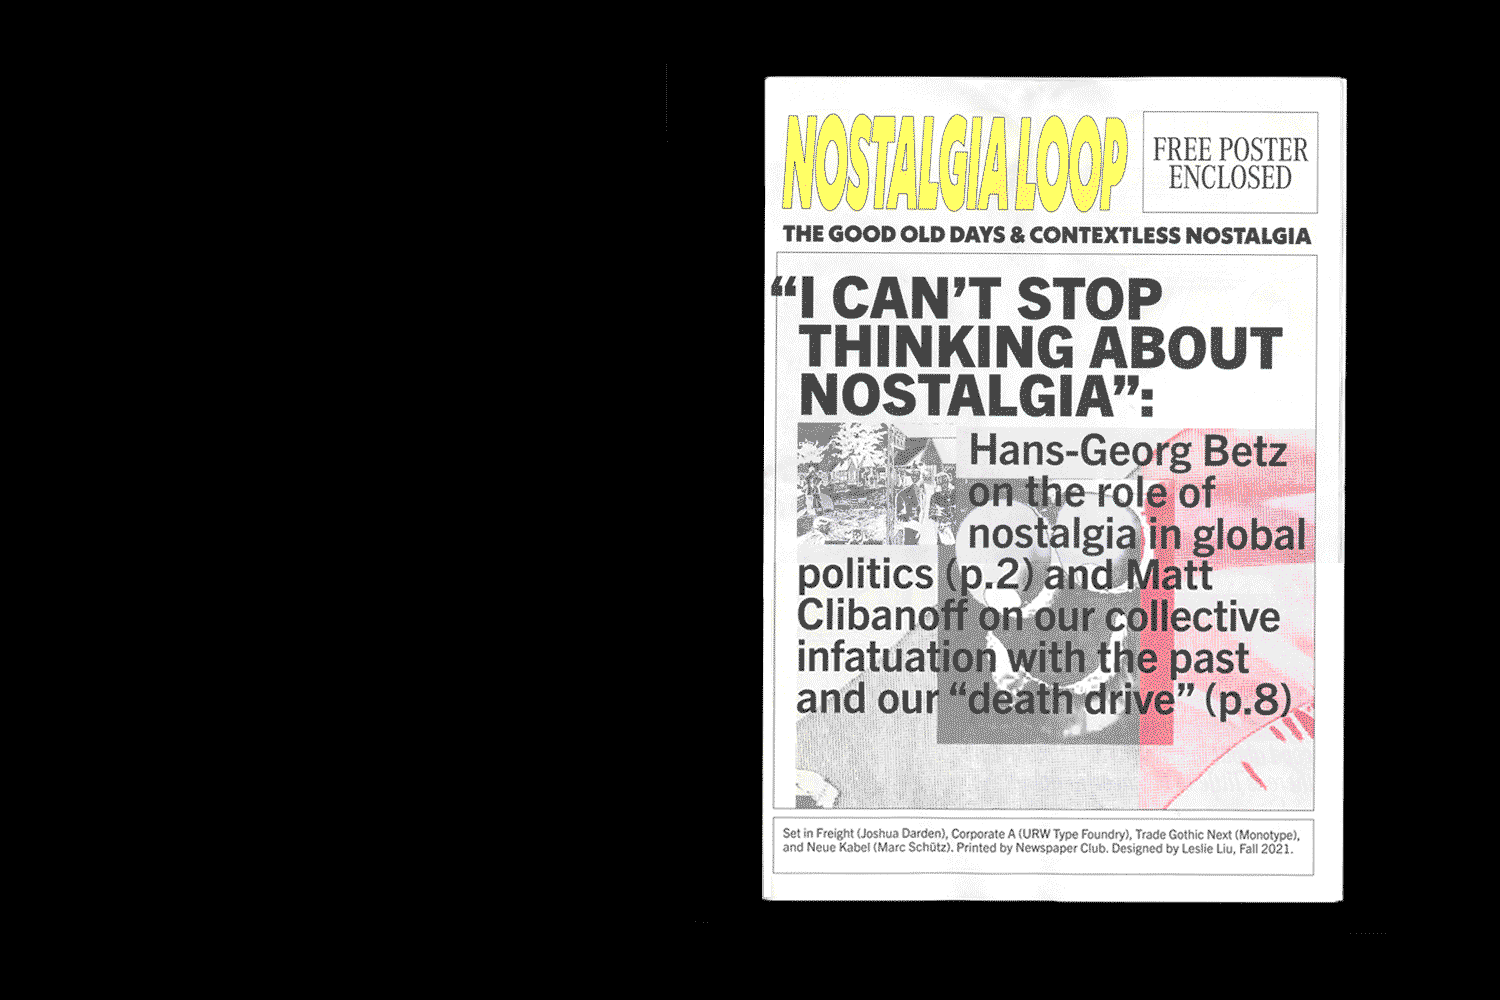 NOSTALGIA LOOP
FREE POSTER
ENCLOSED
THE GOOD OLD DAYS & CONTEXTLESS NOSTALGIA
“I CAN’T STOP
THINKING ABOUT
NOSTALGIA”:
Hans-Georg Betz
on the role of
nostalgia in global
politics (p.2) and Matt
Clibanoff on our collective
infatuation with the past
and our “death drive” (p.8)
Set in Freight (Joshua Darden), Corporate A (URW Type Foundry), Trade Gothic Next (Monotype),
and Neue Kabel (Marc Schütz). Printed by Newspaper Club. Designed by Leslie Liu, Fall 2021.